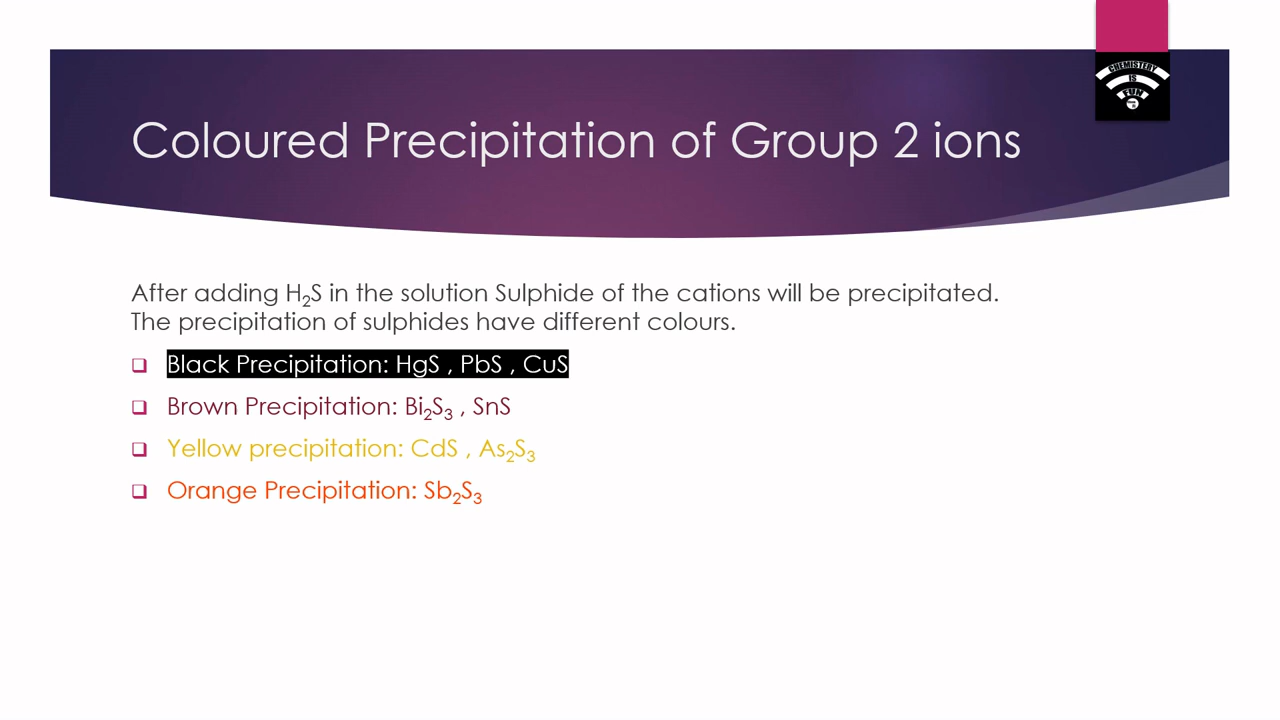 CHEMISTERY
IS
FUN
Coloured Precipitation of Group 2 ions
After adding H₂S in the solution Sulphide of the cations will be precipitated.
The precipitation of sulphides have different colours.
Black Precipitation: HgS , PbS , CuS
Brown Precipitation: Bi₂S₃ , SnS
Yellow precipitation: CdS , As₂S₃
Orange Precipitation: Sb₂S₃